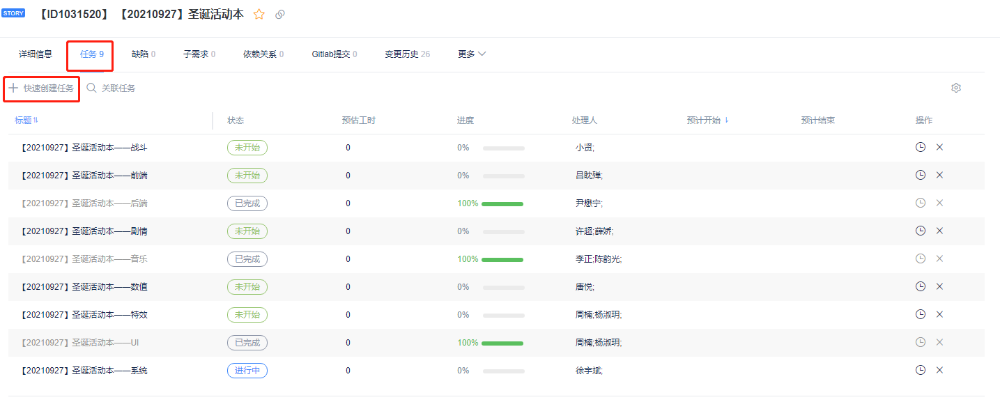 STORY 【ID1031520】 【20210927】圣诞活动本
详细信息 任务 9 缺陷 0 子需求 0 依赖关系 0 Gitlab提交 0 变更历史 26 更多
快速创建任务 关联任务
标题 状态 预估工时 进度 处理人 预计开始 预计结束 操作
【20210927】圣诞活动本——战斗 未开始 0 0% 小贤;
【20210927】圣诞活动本——前端 未开始 0 0% 吕眈殚;
【20210927】圣诞活动本——后端 已完成 0 100% 尹懋宁;
【20210927】圣诞活动本——剧情 未开始 0 0% 许超;薛娇;
【20210927】圣诞活动本——音乐 已完成 0 100% 李正;陈韵光;
【20210927】圣诞活动本——数值 未开始 0 0% 唐悦;
【20210927】圣诞活动本——特效 未开始 0 0% 周楠;杨淑玥;
【20210927】圣诞活动本——UI 已完成 0 100% 周楠;杨淑玥;
【20210927】圣诞活动本——系统 进行中 0 0% 徐宇斌;